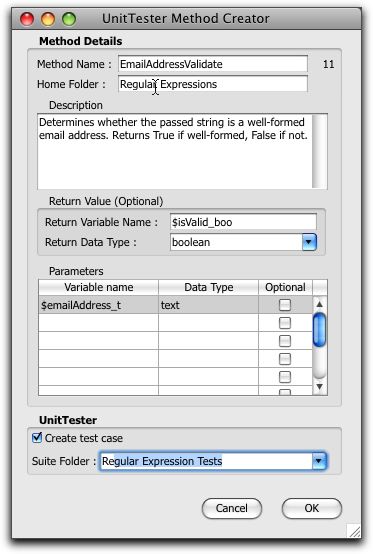 UnitTester Method Creator
Method Details
Method Name : EmailAddressValidate 11
Home Folder : Regular Expressions
Description
Determines whether the passed string is a well-formed
email address. Returns True if well-formed, False if not.
Return Value (Optional)
Return Variable Name : $isValid_boo
Return Data Type : boolean
Parameters
Variable name Data Type Optional
$emailAddress_t text
UnitTester
Create test case
Suite Folder : Regular Expression Tests
Cancel OK